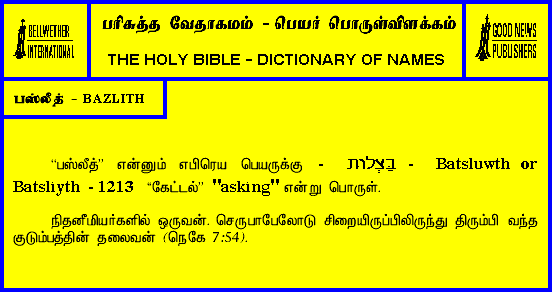 BELLWETHER
INTERNATIONAL
பரிசுத்த வேதாகமம் - பெயர் பொருள்விளக்கம்
THE HOLY BIBLE - DICTIONARY OF NAMES
GOOD NEWS
PUBLISHERS
பஸ்லீத் - BAZLITH
"பஸ்லீத்" என்னும் எபிரெய பெயருக்கு - בַּצְלוּת - Batsluwth or
Batsliyth - 1213 "கேட்டல்" "asking" என்று பொருள்.
நிதனீமியர்களில் ஒருவன். செருபாபேலோடு சிறையிருப்பிலிருந்து திரும்பி வந்த
குடும்பத்தின் தலைவன் (நெகே 7:54).